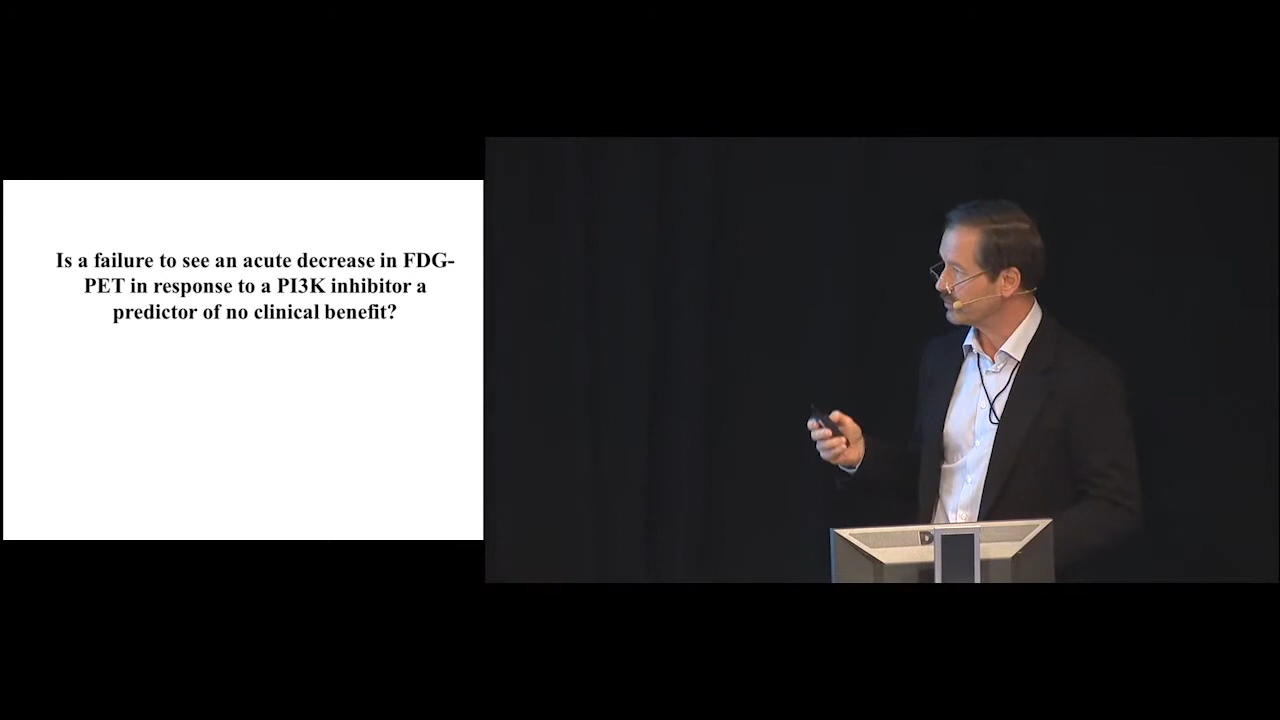 Is a failure to see an acute decrease in FDG-
PET in response to a PI3K inhibitor a
predictor of no clinical benefit?